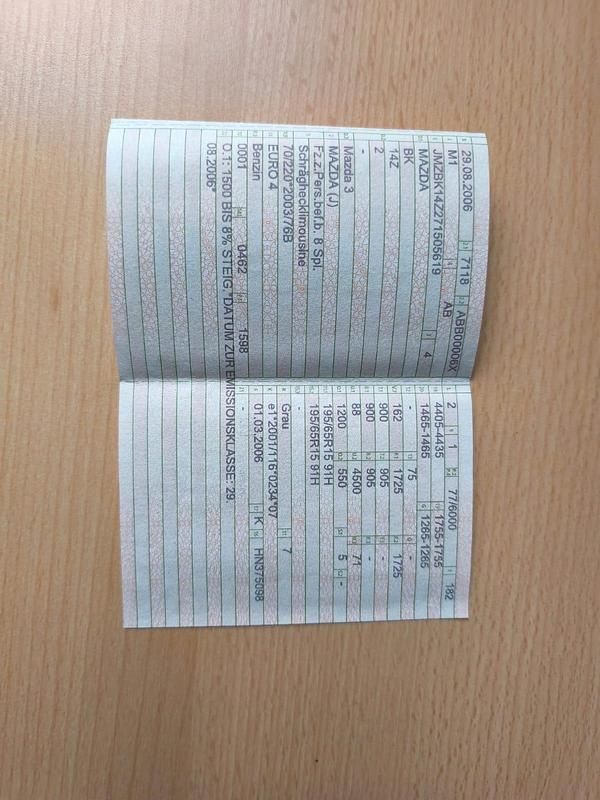 29.08.2006 7118 ABB00006X
M1 AB
JMZBK14Z271505619 4
MAZDA
BK
14Z
2
-
Mazda 3
MAZDA (J)
Fz.z.Pers.bef.b. 8 Spl.
Schräghecklimousine
70/220*2003/76B
EURO 4
Benzin
0001 0462 1598
O.1: 1500 BIS 8% STEIG.*DATUM ZUR EMISSIONSKLASSE: 29.
08.2006*
2 1 77/6000 182
4405-4435 1755-1755
1465-1465 1265-1265
- 75 -
162 1725 1725
900 905 -
900 905 -
88 4500 71
1200 550 5 -
195/65R15 91H
195/65R15 91H
-
Grau 7
e1*2001/116*0234*07
01.03.2006 K HN375098
-